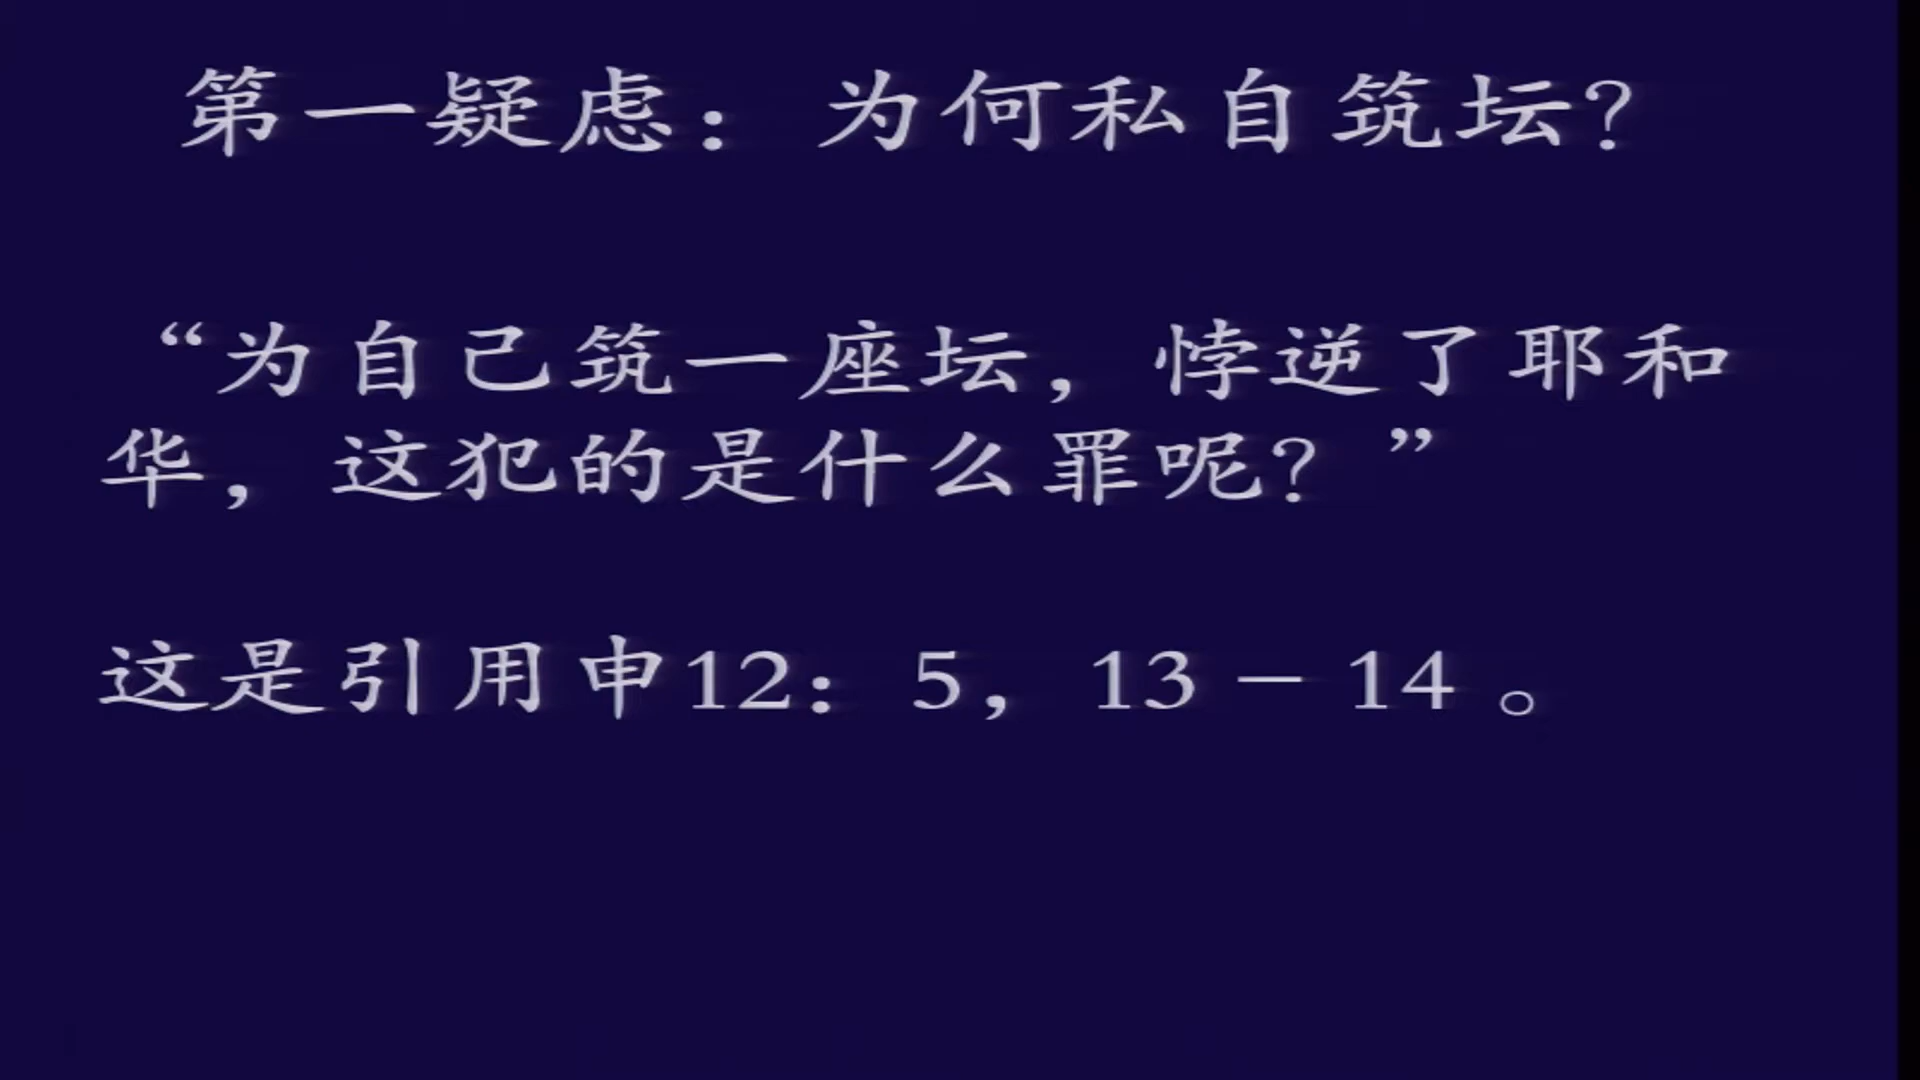 第一疑虑：为何私自筑坛？
“为自己筑一座坛，悖逆了耶和
华，这犯的是什么罪呢？”
这是引用申12：5，13－14。